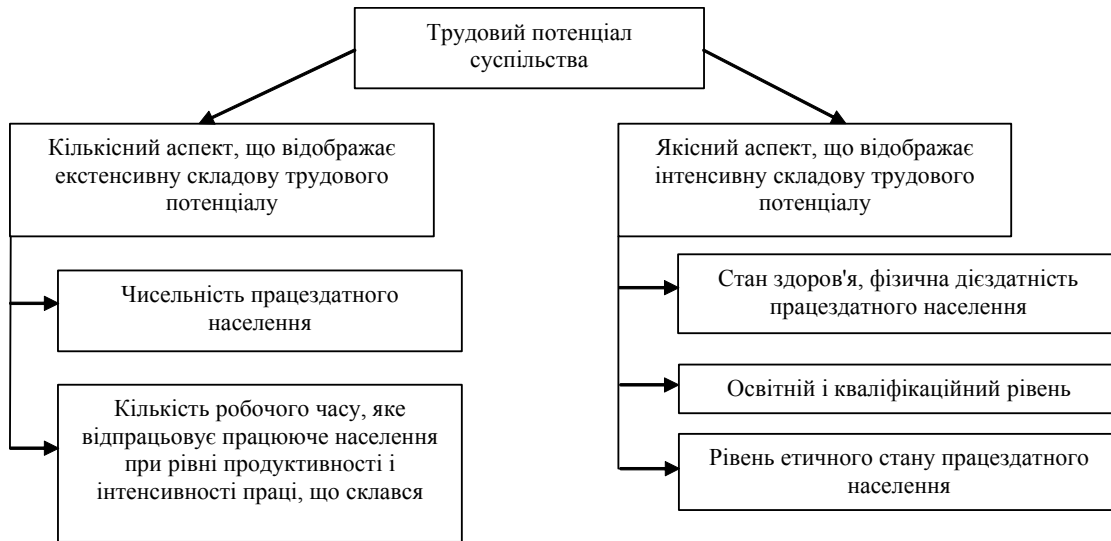 Трудовий потенціал
суспільства
Кількісний аспект, що відображає
екстенсивну складову трудового
потенціалу
Чисельність працездатного
населення
Кількість робочого часу, яке
відпрацьовує працююче населення
при рівні продуктивності і
інтенсивності праці, що склався
Якісний аспект, що відображає
інтенсивну складову трудового
потенціалу
Стан здоров'я, фізична дієздатність
працездатного населення
Освітній і кваліфікаційний рівень
Рівень етичного стану працездатного
населення